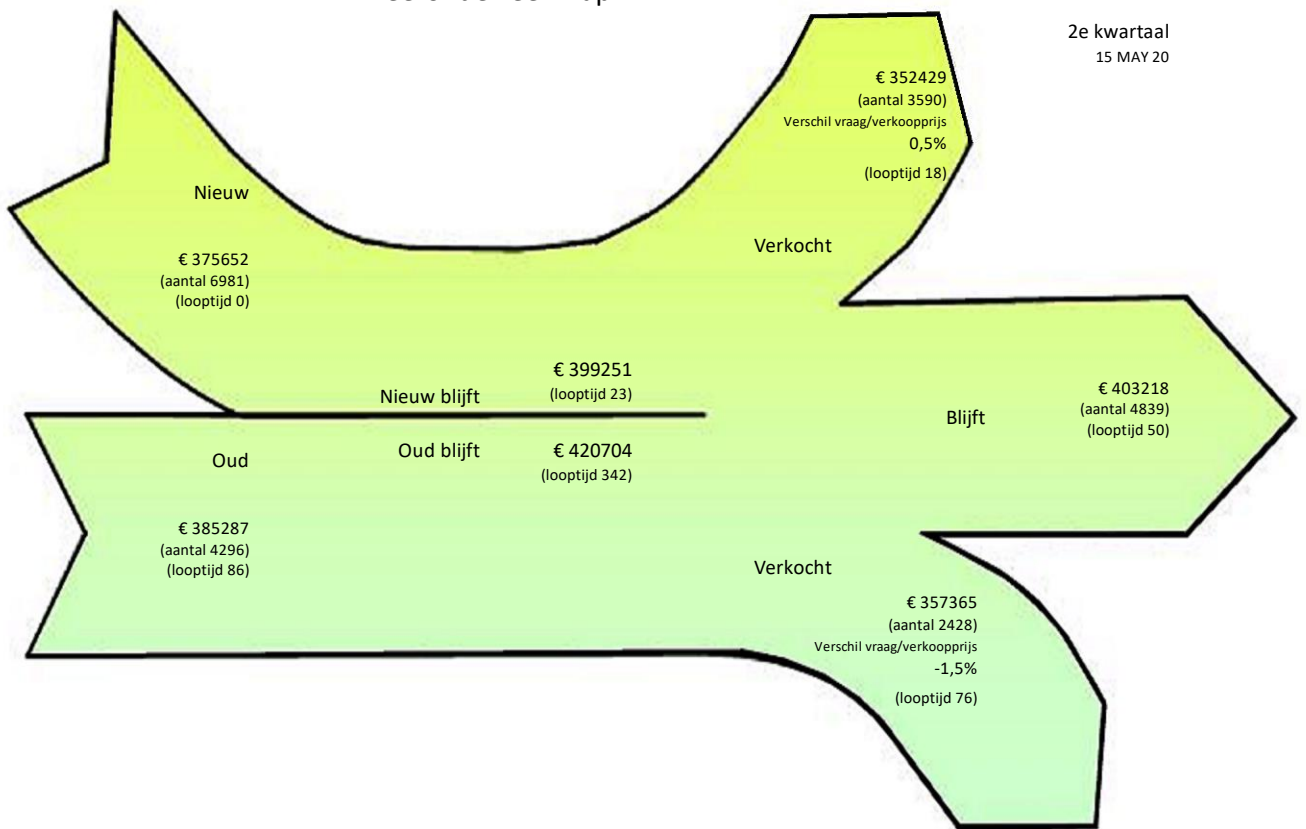 2e kwartaal
15 MAY 20
€ 352429
(aantal 3590)
Verschil vraag/verkoopprijs
0,5%
(looptijd 18)
Nieuw
Verkocht
€ 375652
(aantal 6981)
(looptijd 0)
€ 399251
Nieuw blijft
(looptijd 23)
€ 403218
(aantal 4839)
(looptijd 50)
Blijft
Oud blijft
€ 420704
(looptijd 342)
Oud
€ 385287
(aantal 4296)
(looptijd 86)
Verkocht
€ 357365
(aantal 2428)
Verschil vraag/verkoopprijs
-1,5%
(looptijd 76)